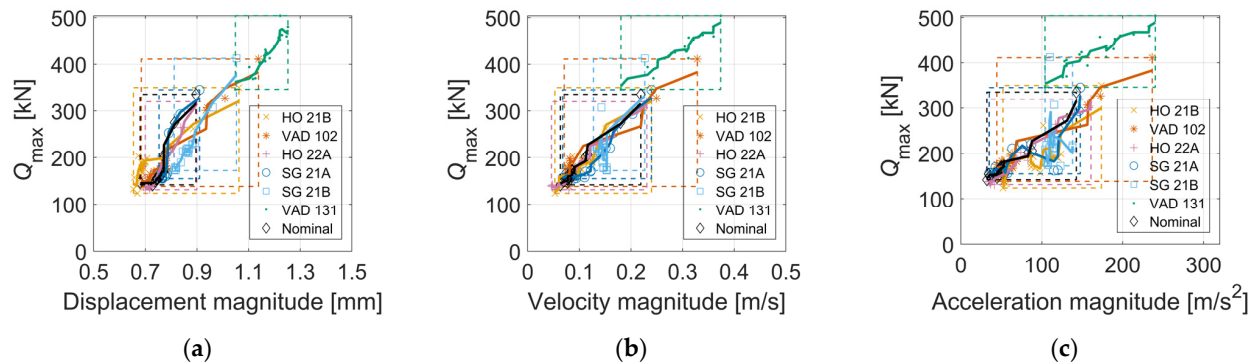 500
400
300
200
100
0
Q_max [kN]
0.5 0.7 0.9 1.1 1.3 1.5
Displacement magnitude [mm]
HO 21B
VAD 102
HO 22A
SG 21A
SG 21B
VAD 131
Nominal
(a)
500
400
300
200
100
0
Q_max [kN]
0 0.1 0.2 0.3 0.4 0.5
Velocity magnitude [m/s]
HO 21B
VAD 102
HO 22A
SG 21A
SG 21B
VAD 131
Nominal
(b)
500
400
300
200
100
0
Q_max [kN]
0 100 200 300
Acceleration magnitude [m/s²]
HO 21B
VAD 102
HO 22A
SG 21A
SG 21B
VAD 131
Nominal
(c)